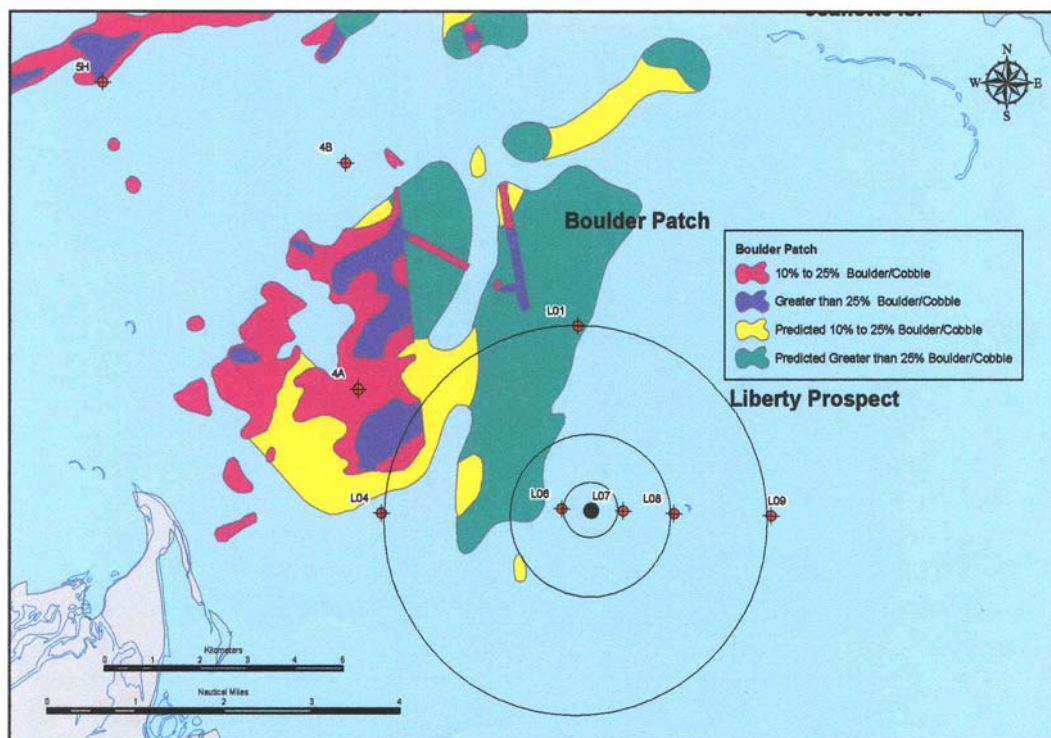 N
W E
S
5H
4B
Boulder Patch
Boulder Patch
10% to 25% Boulder/Cobble
Greater than 25% Boulder/Cobble
Predicted 10% to 25% Boulder/Cobble
Predicted Greater than 25% Boulder/Cobble
L01
4A
Liberty Prospect
L04
L06
L07
L08
L09
Kilometers
0 1 2 3 4 5
Nautical Miles
0 1 2 4